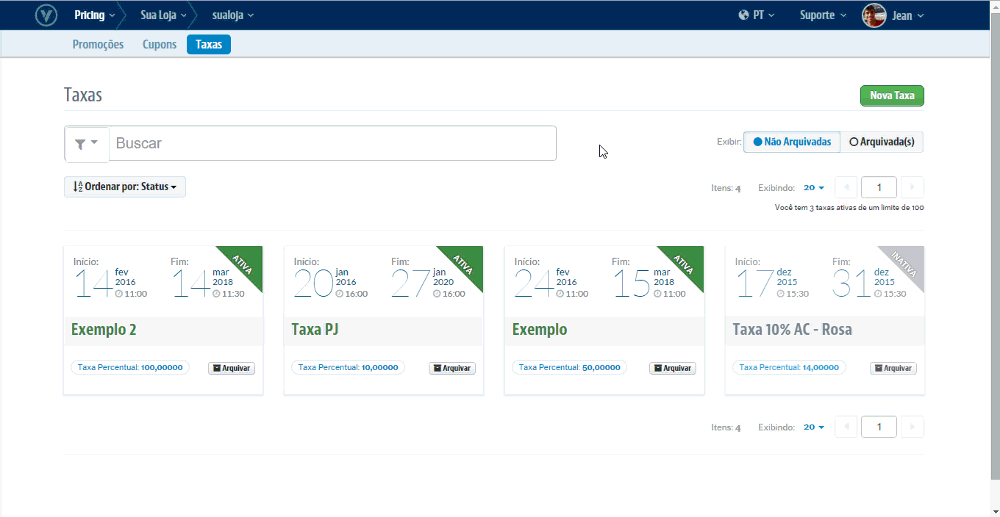 V Pricing Sua Loja sualoja PT Suporte Jean
Promoções Cupons Taxas
Taxas Nova Taxa
Buscar Exibir: Não Arquivadas Arquivada(s)
Ordenar por: Status Itens: 4 Exibindo: 20 1
Você tem 3 taxas ativas de um limite de 100
Início: 14 fev 2016 11:00 Fim: 14 mar 2018 11:30 ATIVA
Exemplo 2
Taxa Percentual: 100,00000 Arquivar
Início: 20 jan 2016 16:00 Fim: 27 jan 2020 16:00 ATIVA
Taxa PJ
Taxa Percentual: 10,00000 Arquivar
Início: 24 fev 2016 11:00 Fim: 15 mar 2018 11:00 ATIVA
Exemplo
Taxa Percentual: 50,00000 Arquivar
Início: 17 dez 2015 15:30 Fim: 31 dez 2015 15:30 INATIVA
Taxa 10% AC - Rosa
Taxa Percentual: 14,00000 Arquivar
Itens: 4 Exibindo: 20 1